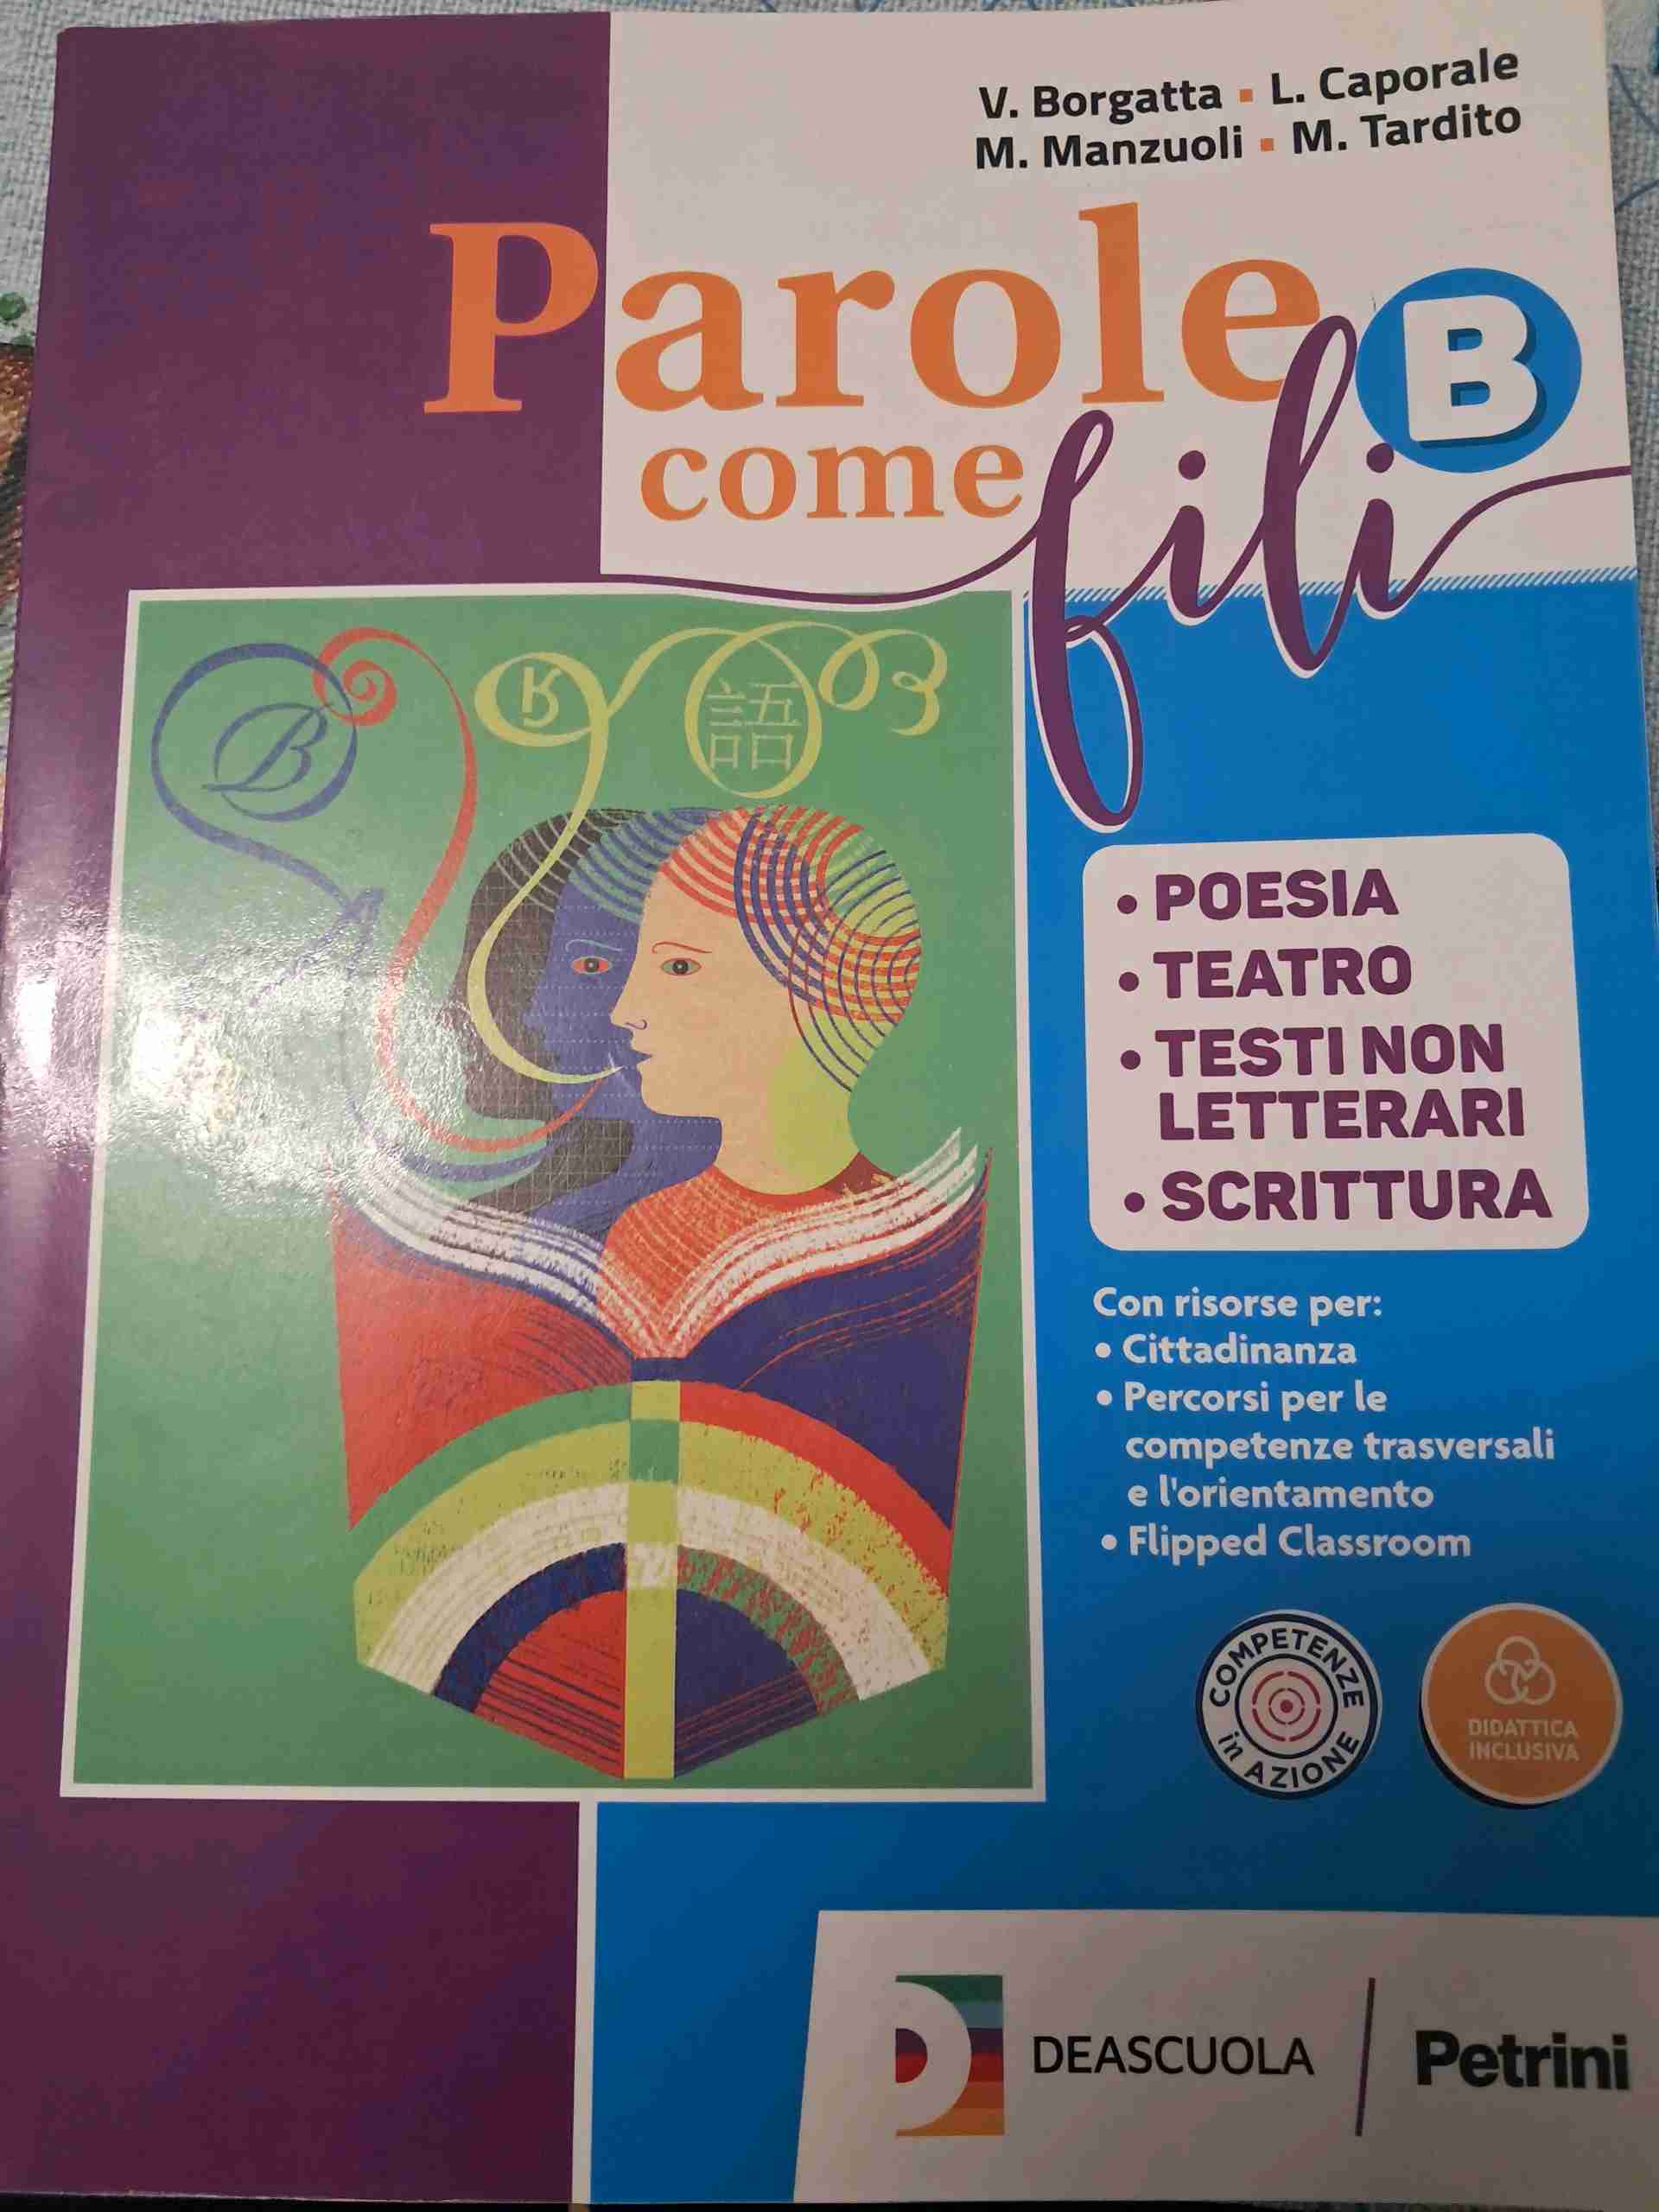 V. Borgatta ▪ L. Caporale
M. Manzuoli ▪ M. Tardito
Parole
come fili
B
B
R
語
• POESIA
• TEATRO
• TESTI NON
LETTERARI
• SCRITTURA
Con risorse per:
• Cittadinanza
• Percorsi per le
competenze trasversali
e l'orientamento
• Flipped Classroom
COMPETENZE
in AZIONE
DIDATTICA
INCLUSIVA
D
DEASCUOLA | Petrini